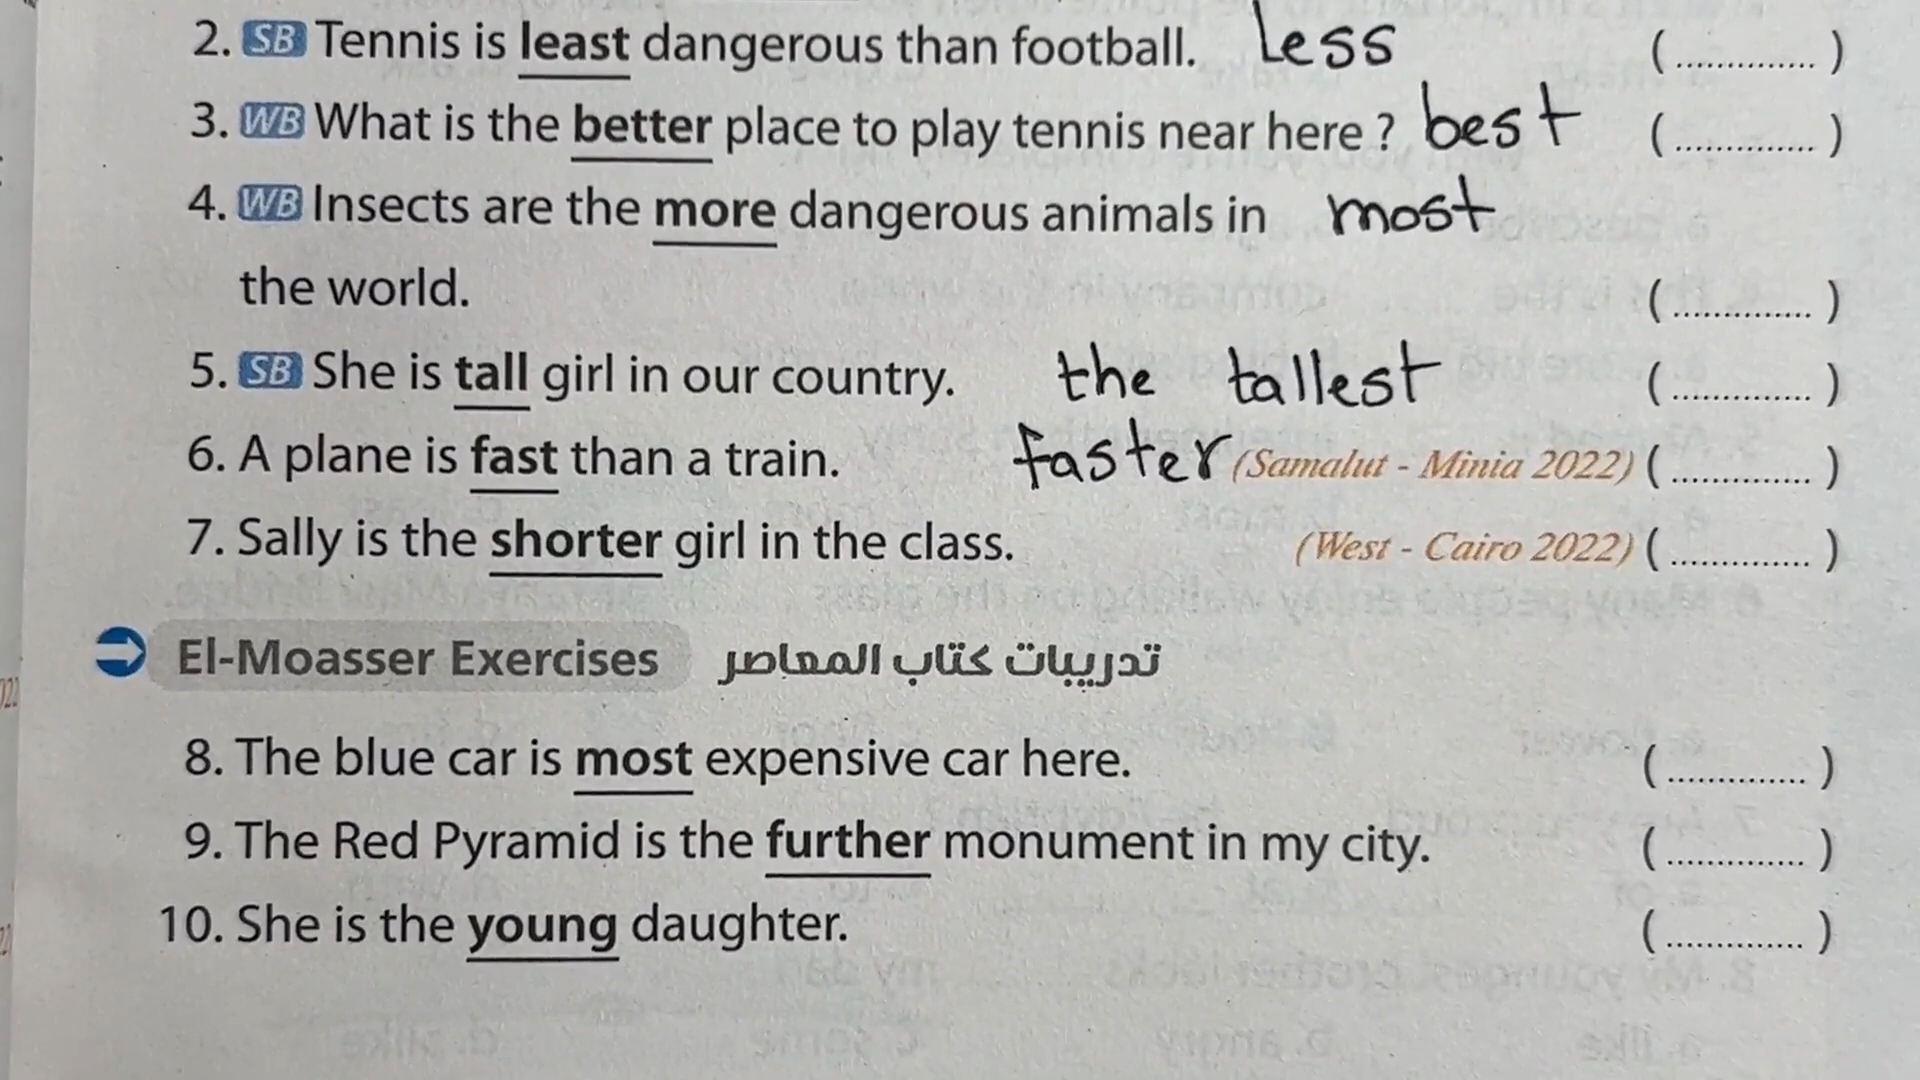 2. SB Tennis is least dangerous than football. Less (..............)
3. WB What is the better place to play tennis near here ? best (..............)
4. WB Insects are the more dangerous animals in most
the world. (..............)
5. SB She is tall girl in our country. the tallest (..............)
6. A plane is fast than a train. faster (Samalut - Minia 2022) (..............)
7. Sally is the shorter girl in the class. (West - Cairo 2022) (..............)
El-Moasser Exercises تدريبات كتاب المعاصر
8. The blue car is most expensive car here. (..............)
9. The Red Pyramid is the further monument in my city. (..............)
10. She is the young daughter. (..............)